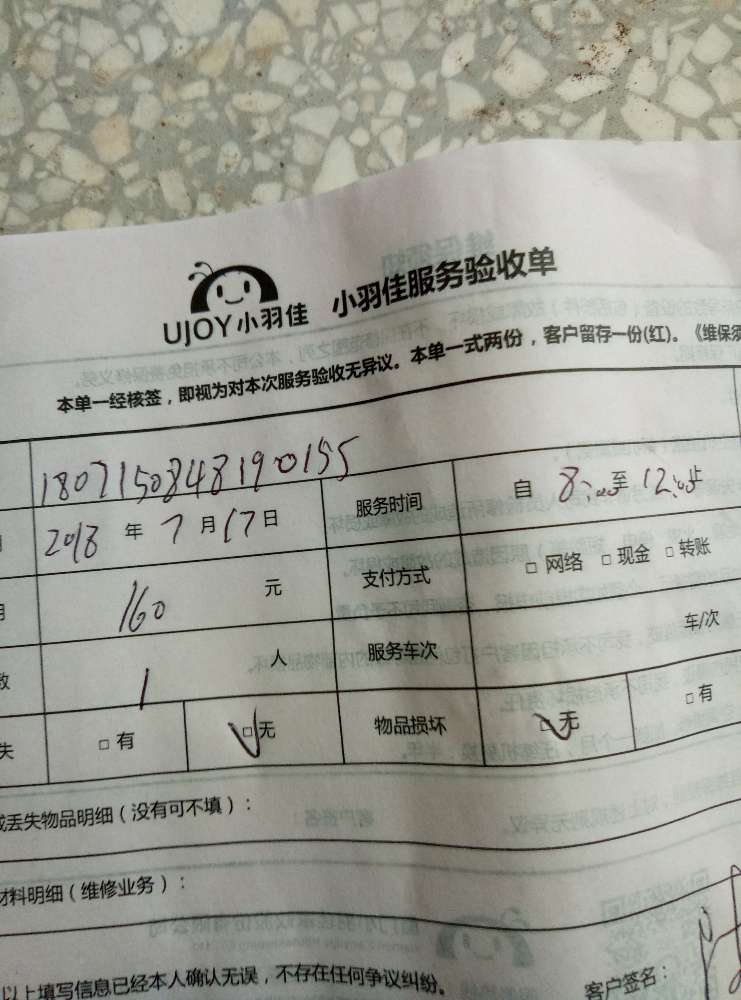 UJOY小羽佳 小羽佳服务验收单
本单一经核签，即视为对本次服务验收无异议。本单一式两份，客户留存一份(红)。《维保须
1807150848190155
2018 年 7 月 17 日 服务时间 自 8:00 至 12:00 止
160 元 支付方式 □ 网络 □ 现金 □ 转账
数 1 人 服务车次 车/次
失 □ 有 □ 无 物品损坏 □ 无 □ 有
或丢失物品明细（没有可不填）：
材料明细（维修业务）：
以上填写信息已经本人确认无误，不存在任何争议纠纷。 客户签名：